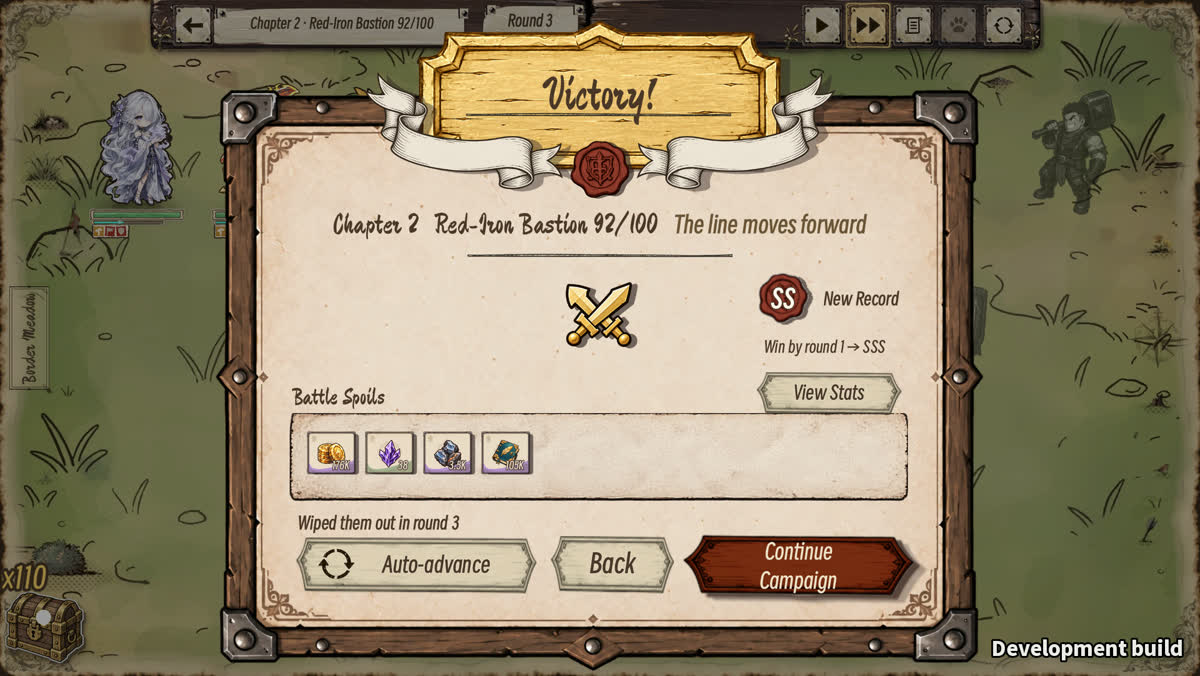 Chapter 2 · Red-Iron Bastion 92/100
Round 3
Victory!
Chapter 2 Red-Iron Bastion 92/100 The line moves forward
SS
New Record
Win by round 1 → SSS
View Stats
Border Meadow
Battle Spoils
176K
38
3.8K
105K
Wiped them out in round 3
Auto-advance
Back
Continue
Campaign
x110
Development build